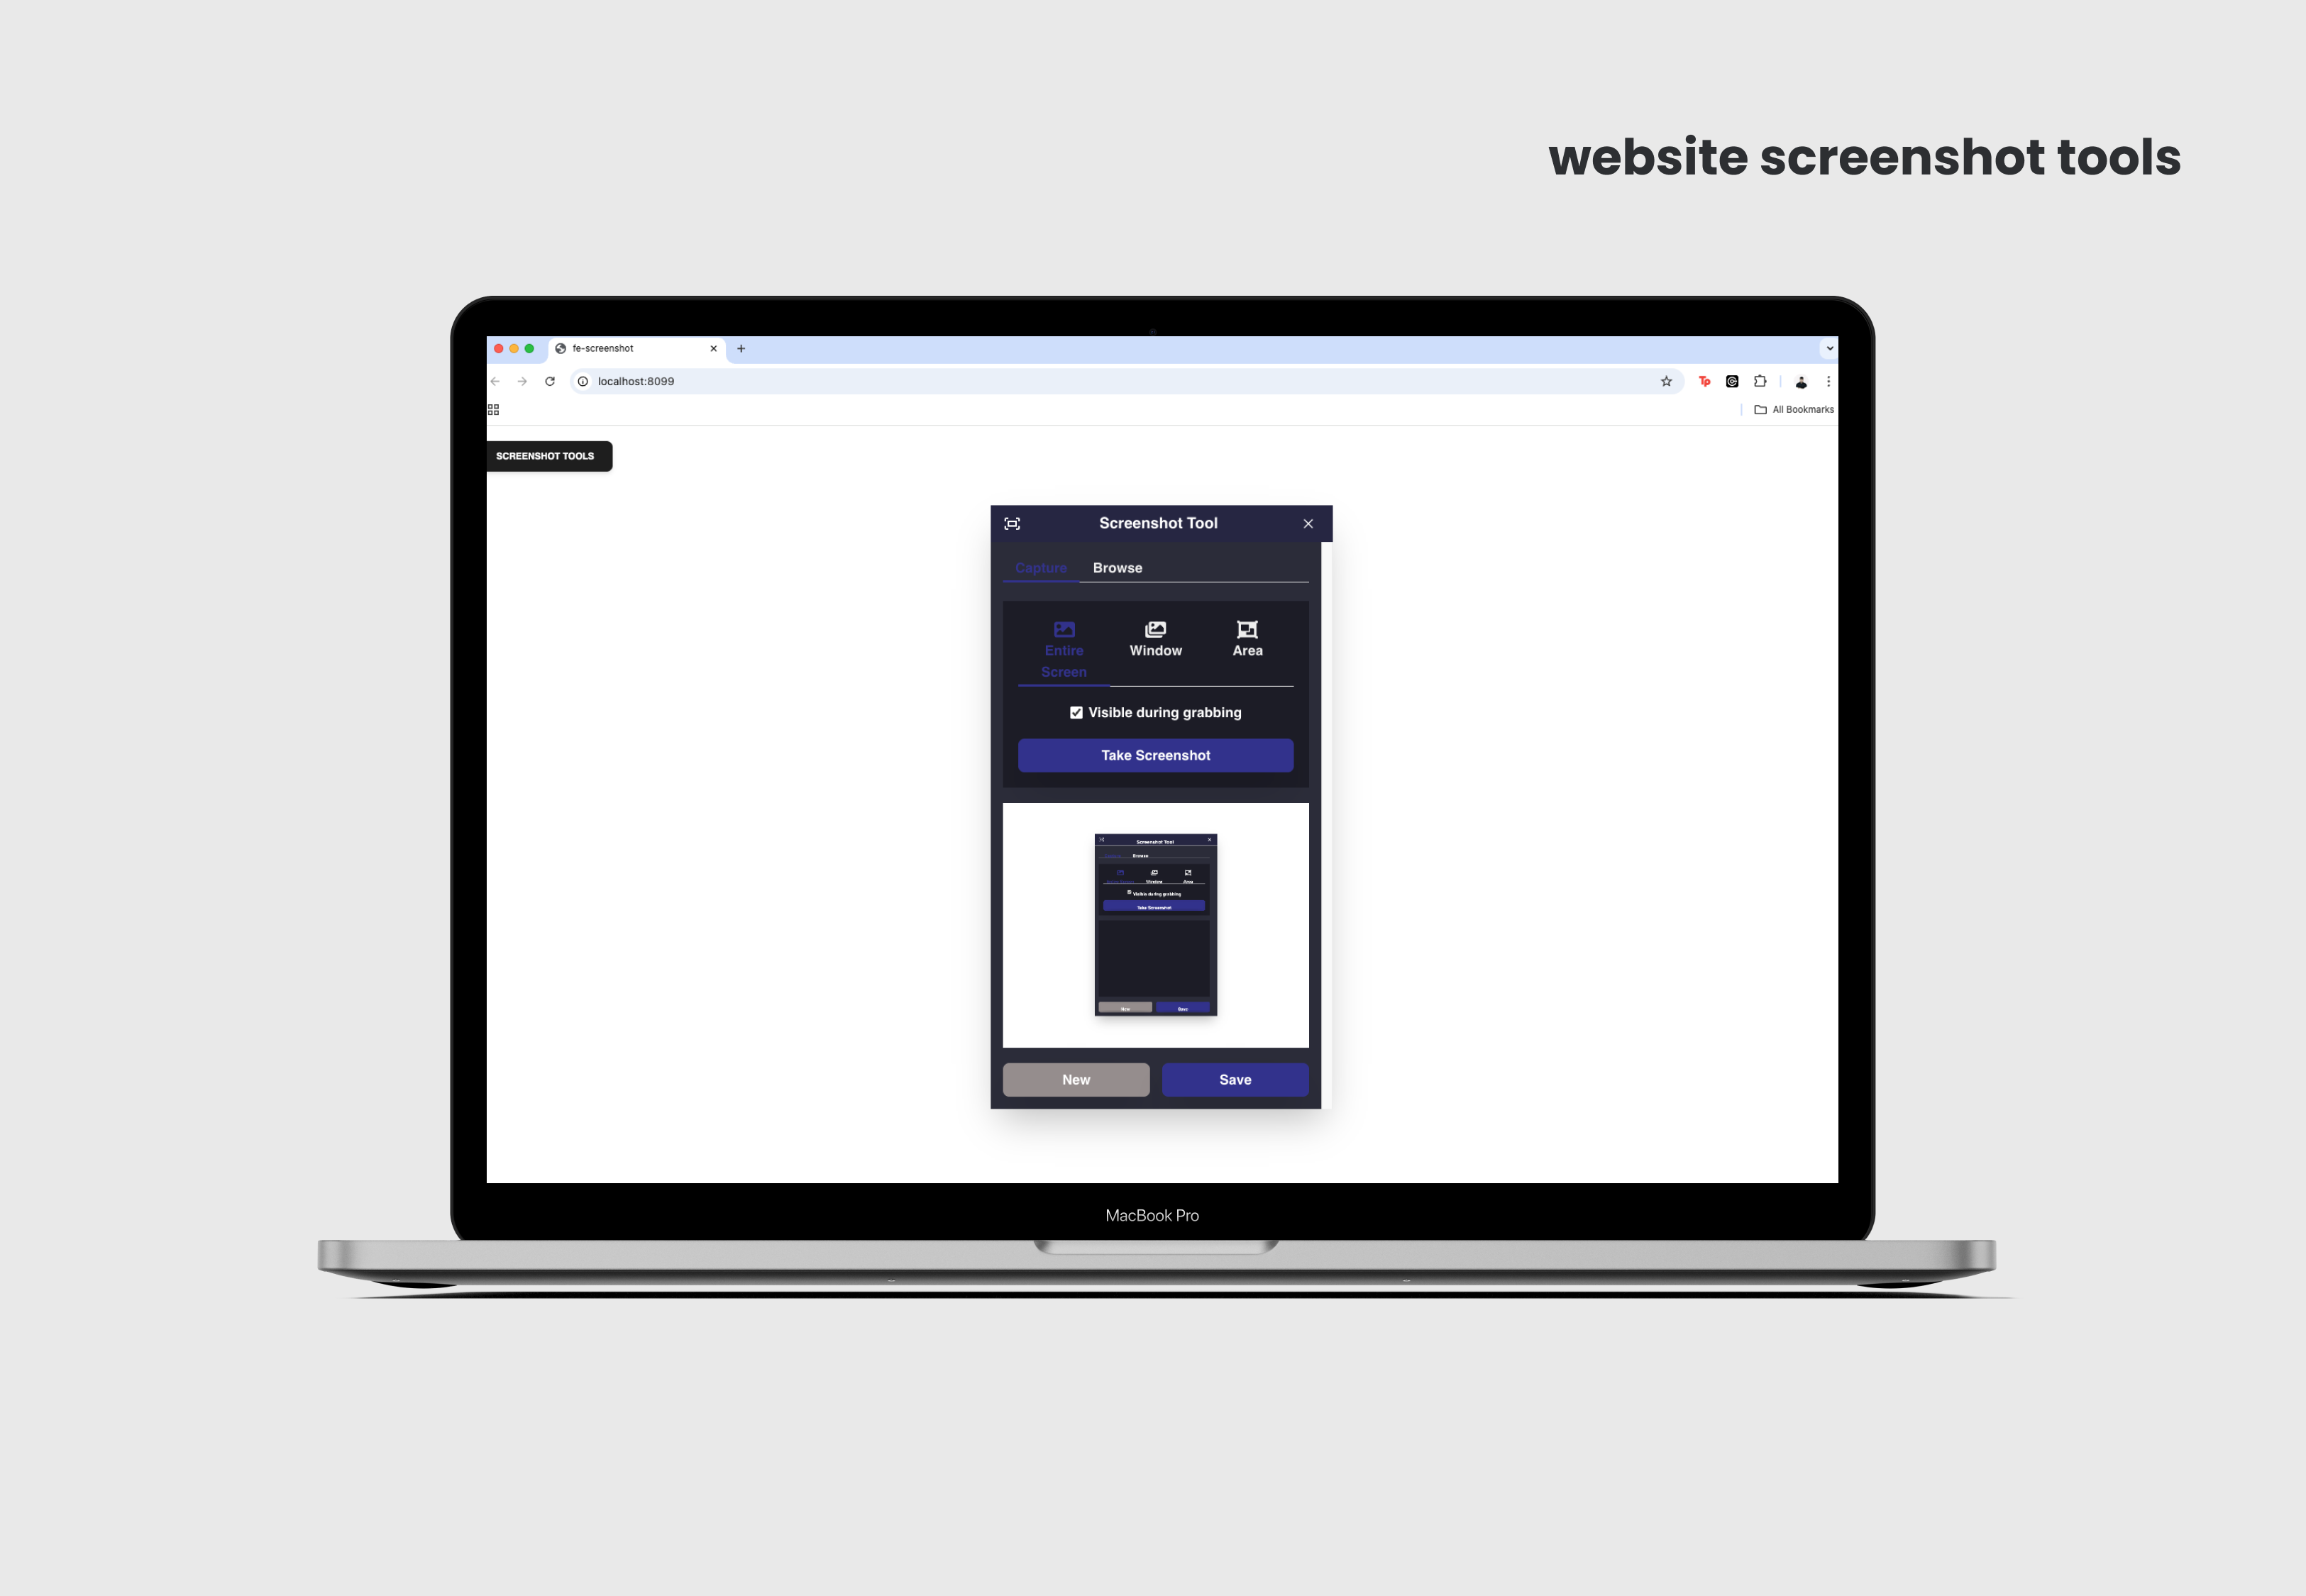 website screenshot tools
fe-screenshot
localhost:8099
Tp
All Bookmarks
SCREENSHOT TOOLS
Screenshot Tool
Capture Browse
Entire Screen Window Area
Visible during grabbing
Take Screenshot
Screenshot Tool
Browse
Window Area
Visible during grabbing
Take Screenshot
New Save
New Save
MacBook Pro